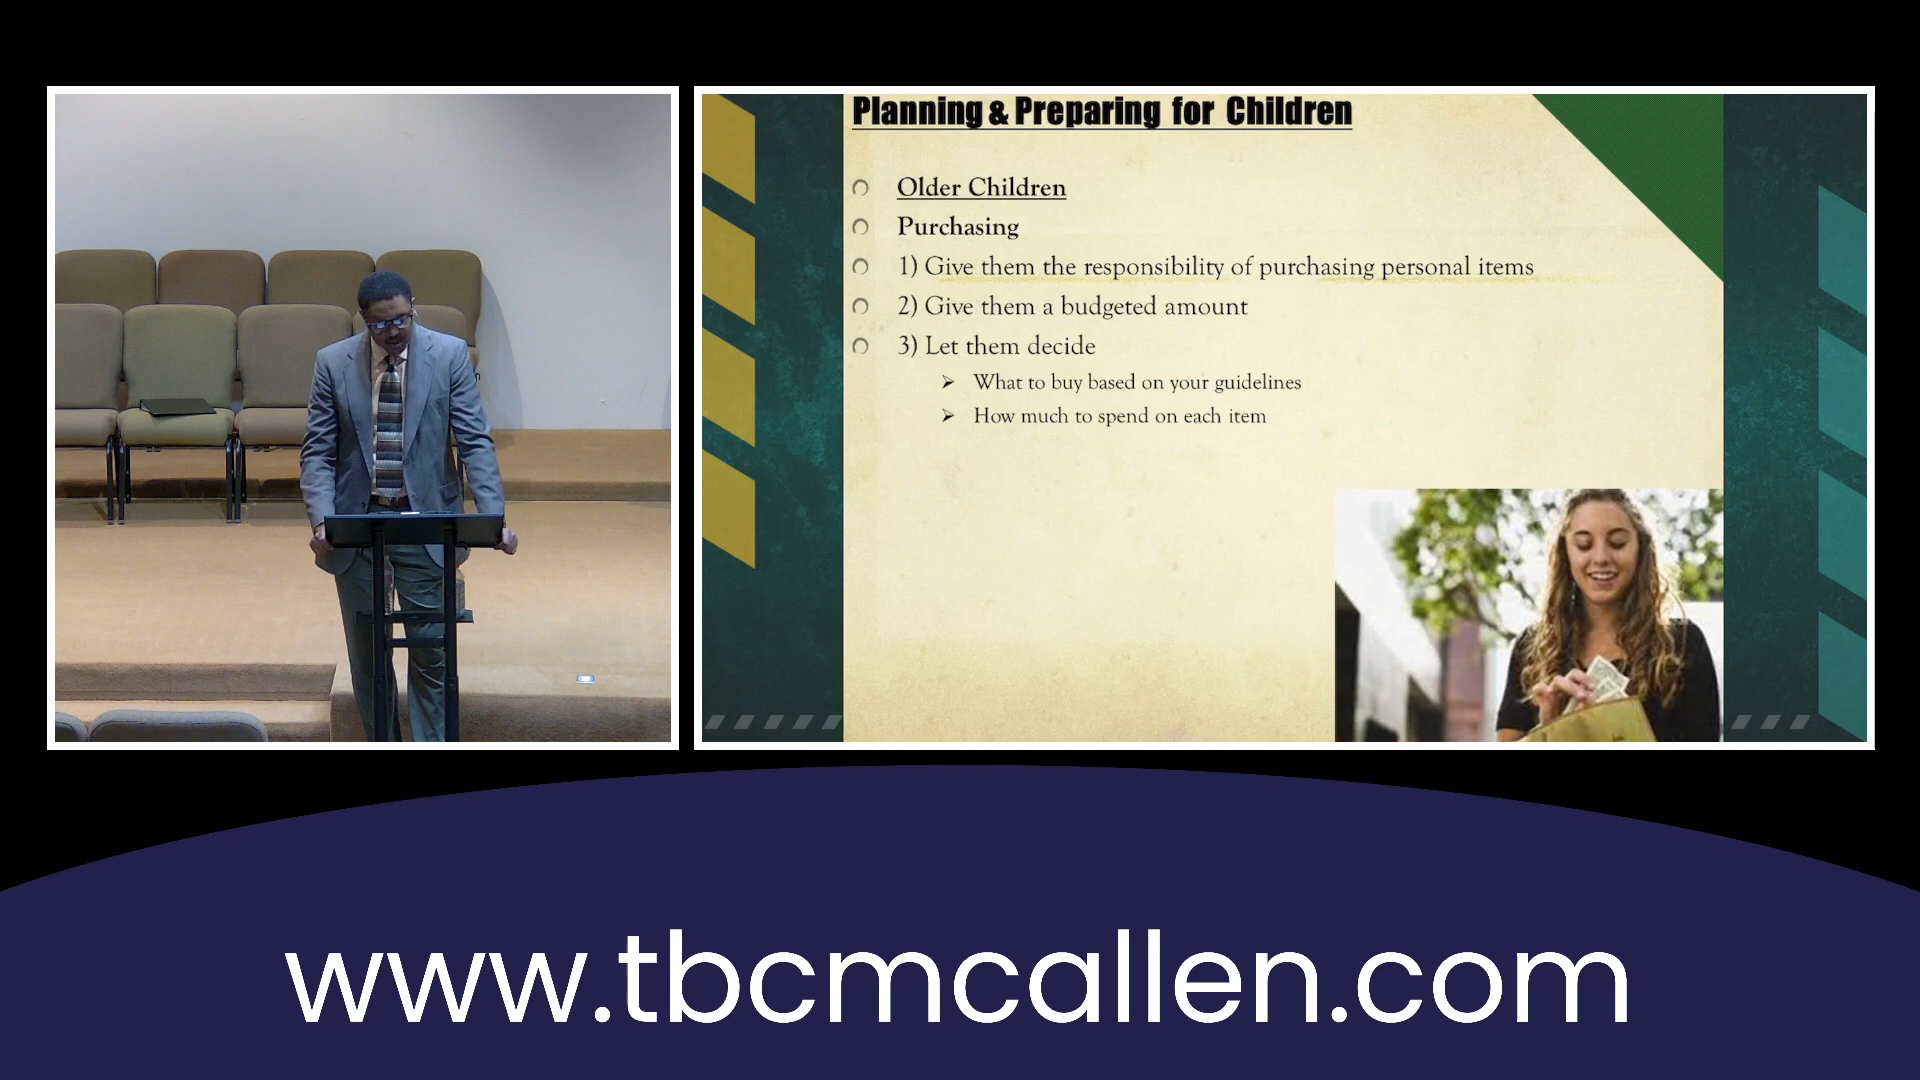 Planning & Preparing for Children
Older Children
Purchasing
1) Give them the responsibility of purchasing personal items
2) Give them a budgeted amount
3) Let them decide
What to buy based on your guidelines
How much to spend on each item
www.tbcmcallen.com